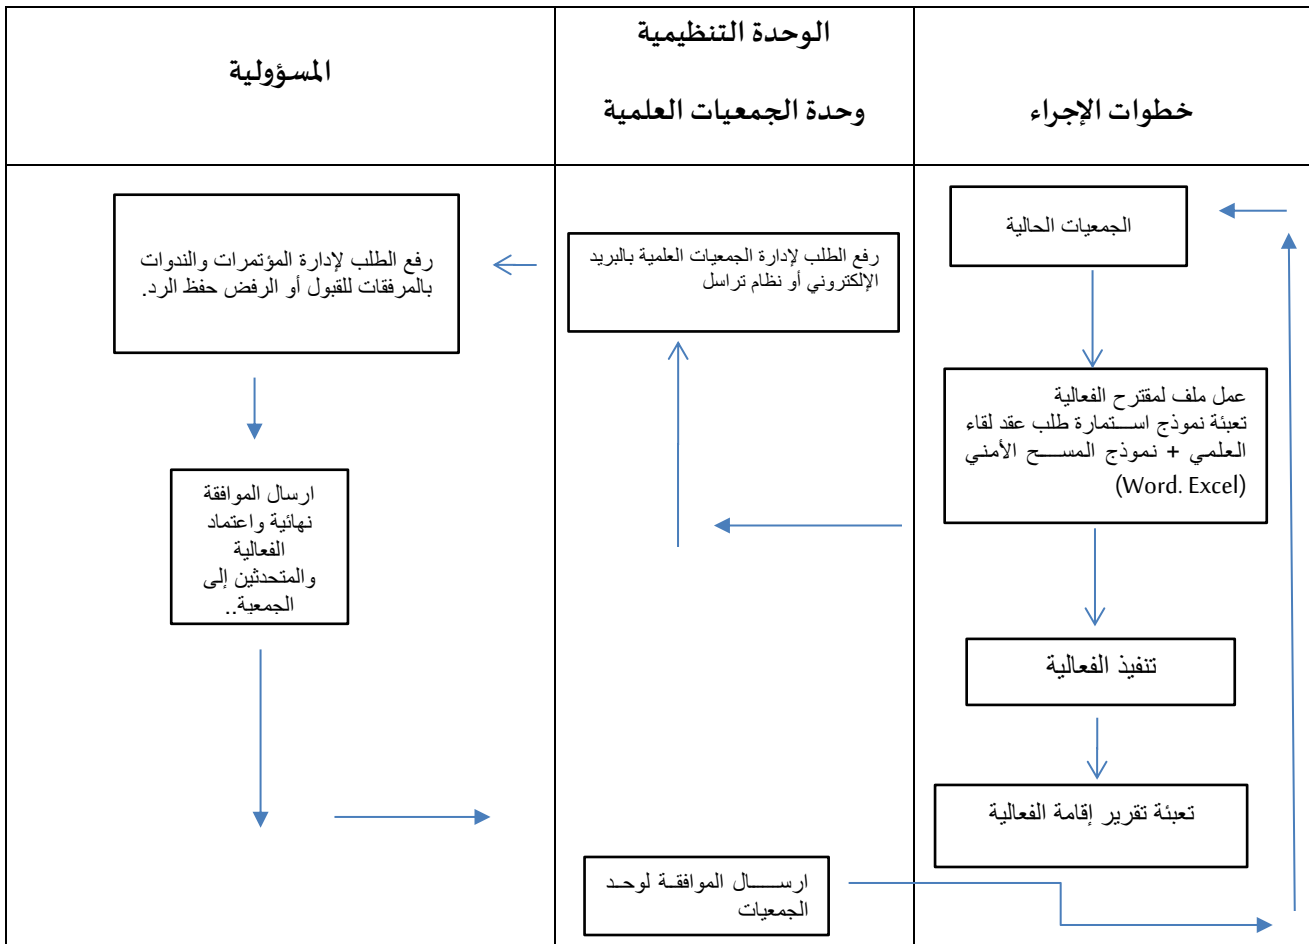 خطوات الإجراء
الوحدة التنظيمية
وحدة الجمعيات العلمية
المسؤولية
الجمعيات الحالية
عمل ملف لمقترح الفعالية
تعبئة نموذج استمارة طلب عقد لقاء
العلمي + نموذج المسح الأمني
(Word. Excel)
تنفيذ الفعالية
تعبئة تقرير إقامة الفعالية
رفع الطلب لإدارة الجمعيات العلمية بالبريد
الإلكتروني أو نظام تراسل
ارسال الموافقة لوحد
الجمعيات
رفع الطلب لإدارة المؤتمرات والندوات
بالمرفقات للقبول أو الرفض حفظ الرد.
ارسال الموافقة
نهائية واعتماد
الفعالية
والمتحدثين إلى
الجمعية..